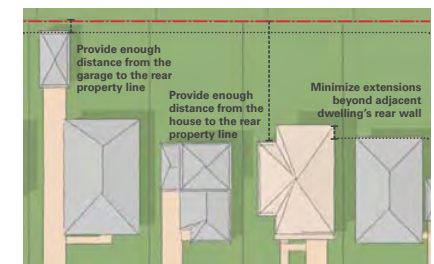 Provide enough
distance from the
garage to the rear
property line
Provide enough
distance from the
house to the rear
property line
Minimize extensions
beyond adjacent
dwelling's rear wall